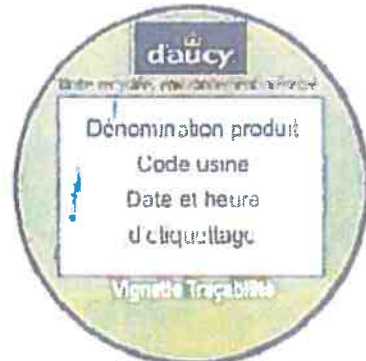 d'aucy
Dénomination produit
Code usine
Date et heure
d'étiquettage
Vignette Traçabilité